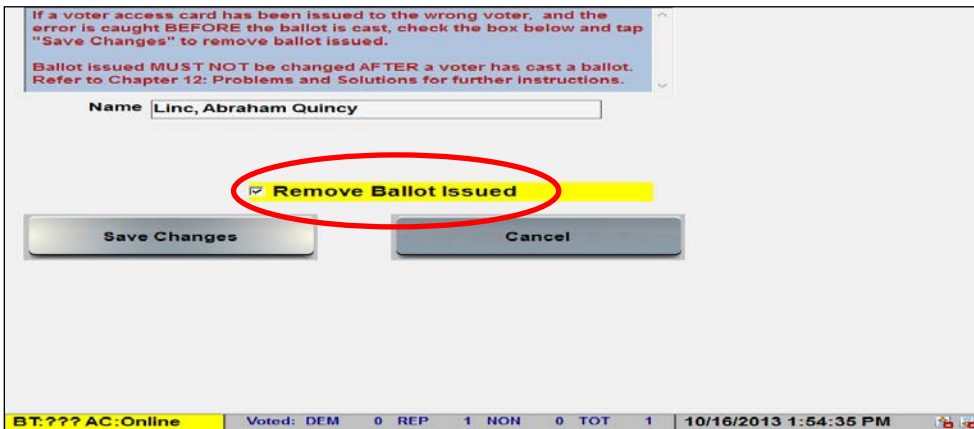 If a voter access card has been issued to the wrong voter, and the
error is caught BEFORE the ballot is cast, check the box below and tap
"Save Changes" to remove ballot issued.
Ballot issued MUST NOT be changed AFTER a voter has cast a ballot.
Refer to Chapter 12: Problems and Solutions for further instructions.
Name Linc, Abraham Quincy
Remove Ballot Issued
Save Changes Cancel
BT:??? AC:Online Voted: DEM 0 REP 1 NON 0 TOT 1 10/16/2013 1:54:35 PM